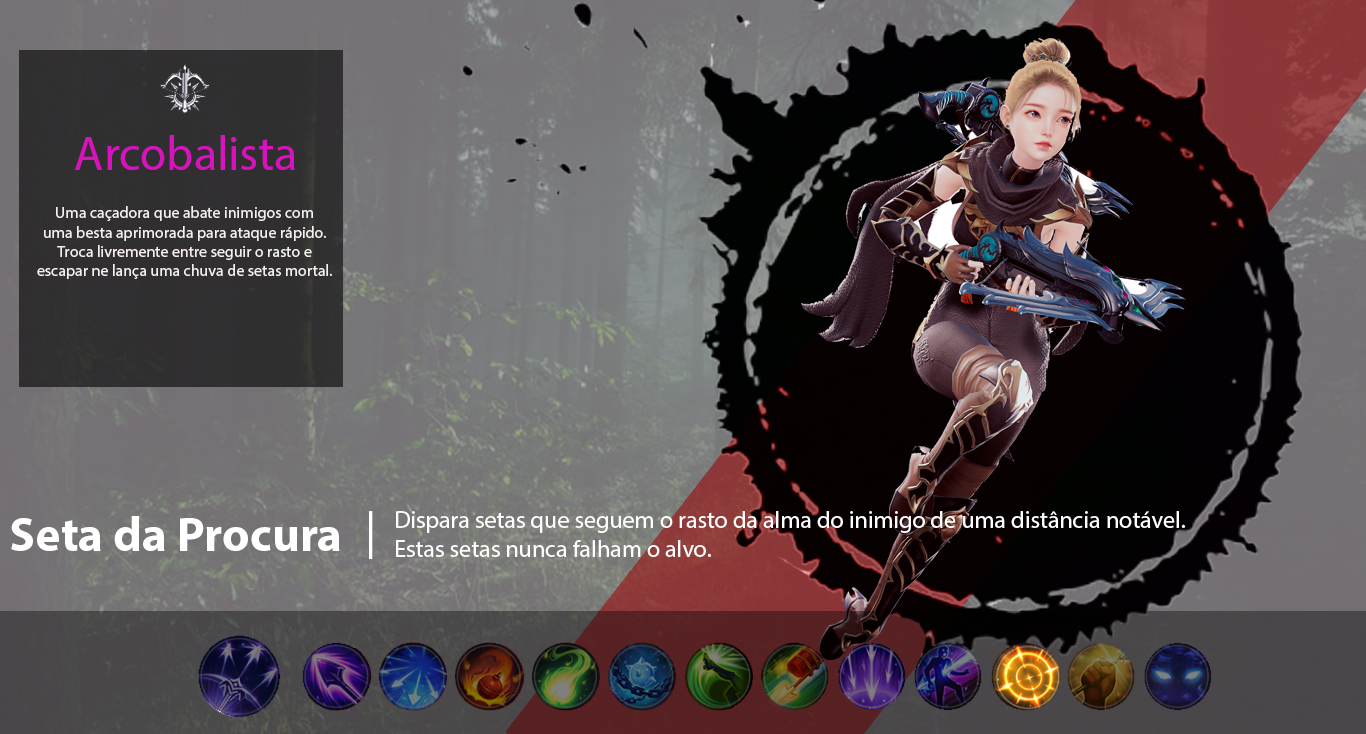 Arcobalista
Uma caçadora que abate inimigos com
uma besta aprimorada para ataque rápido.
Troca livremente entre seguir o rasto e
escapar ne lança uma chuva de setas mortal.
Seta da Procura
Dispara setas que seguem o rasto da alma do inimigo de uma distância notável.
Estas setas nunca falham o alvo.